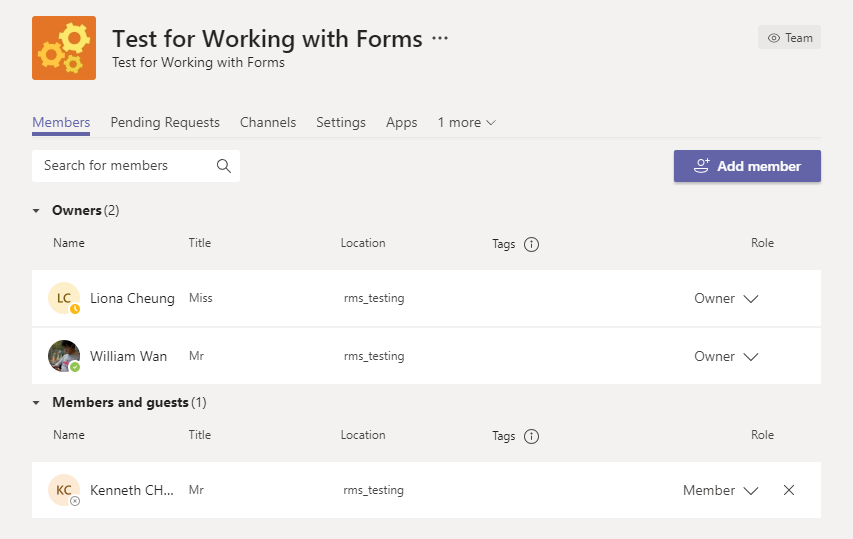 Test for Working with Forms ···
Team
Test for Working with Forms
Members Pending Requests Channels Settings Apps 1 more
Search for members
Add member
Owners (2)
Name Title Location Tags Role
LC Liona Cheung Miss rms_testing Owner
William Wan Mr rms_testing Owner
Members and guests (1)
Name Title Location Tags Role
KC Kenneth CH... Mr rms_testing Member